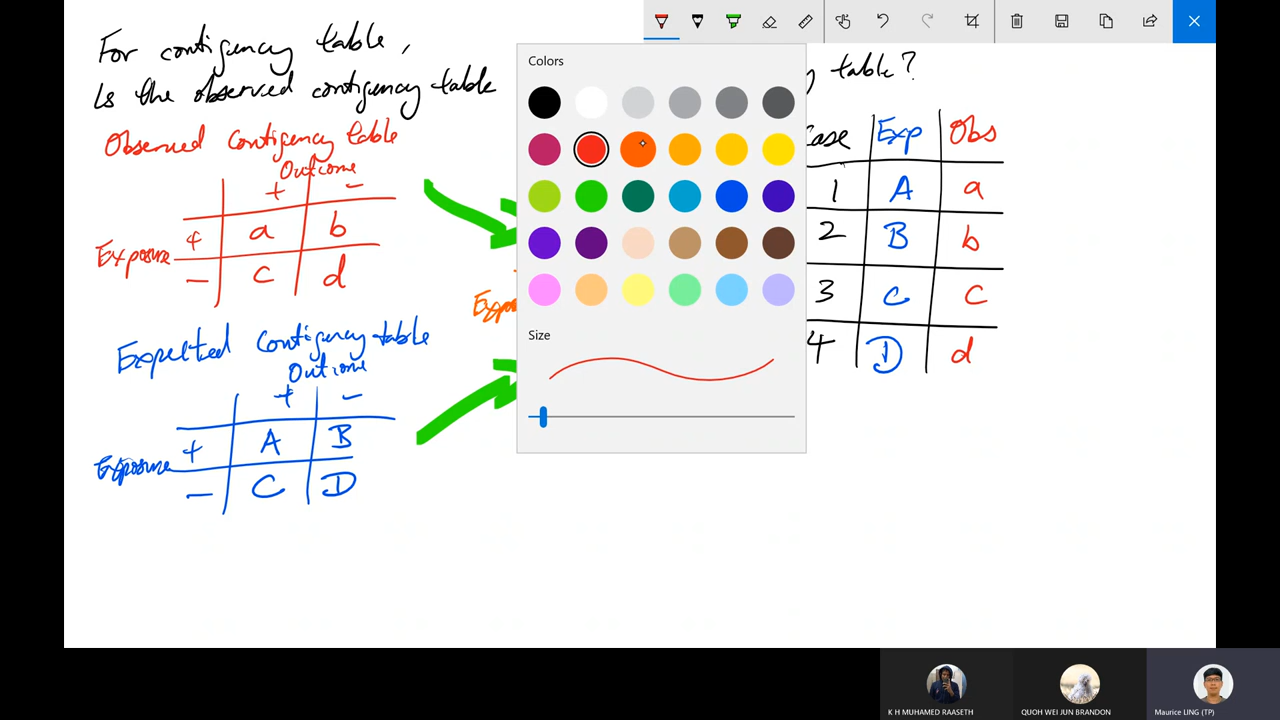 For contigency table,
Is the observed contigency table
y table?
Observed Contigency table
Outcome
+ -
Exposure + a b
- c d
Expected Contigency table
Outcome
+ -
Exposure + A B
- C D
Colors
Size
Case Exp Obs
1 A a
2 B b
3 C c
4 D d
K H MUHAMED RAASETH
QUOH WEI JUN BRANDON
Maurice LING (TP)